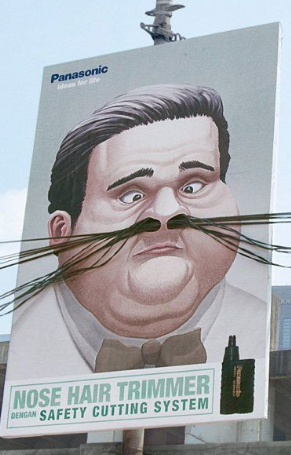 Panasonic
ideas for life
NOSE HAIR TRIMMER
DENGAN SAFETY CUTTING SYSTEM